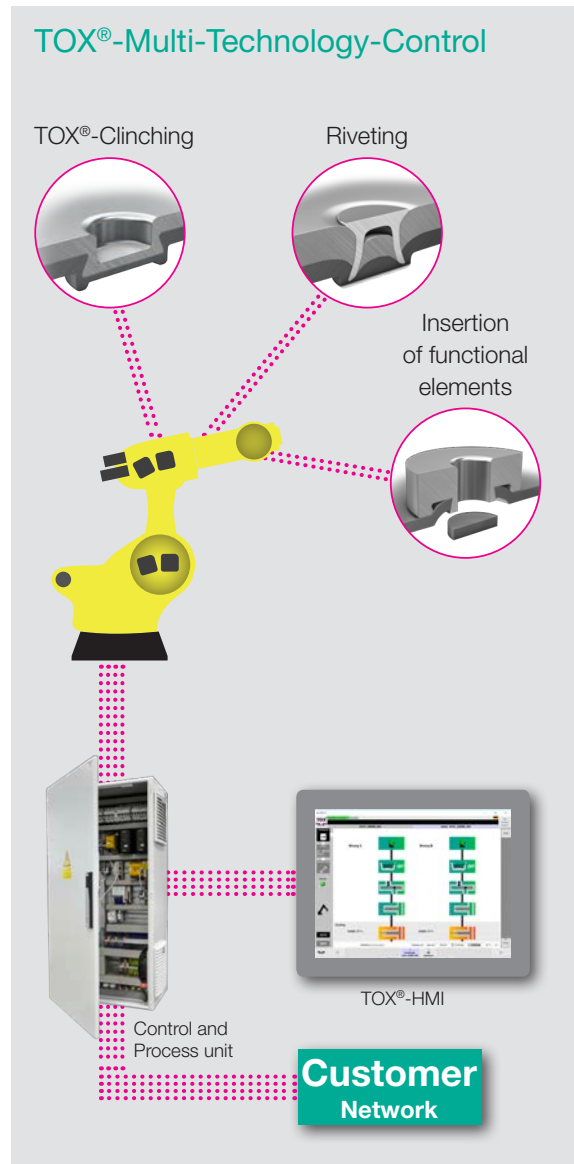 TOX®-Multi-Technology-Control
TOX®-Clinching
Riveting
Insertion
of functional
elements
TOX®-HMI
Control and
Process unit
Customer
Network